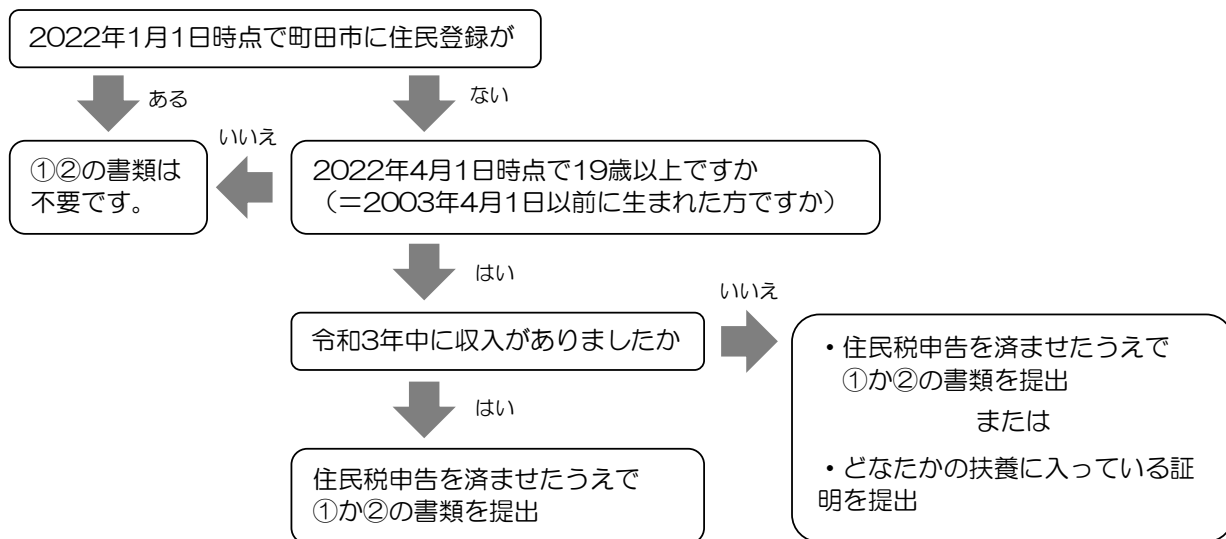 2022年1月1日時点で町田市に住民登録が
ある
ない
①②の書類は
不要です。
いいえ
2022年4月1日時点で19歳以上ですか
(=2003年4月1日以前に生まれた方ですか)
はい
令和3年中に収入がありましたか
いいえ
・住民税申告を済ませたうえで
①か②の書類を提出
または
・どなたかの扶養に入っている証
明を提出
はい
住民税申告を済ませたうえで
①か②の書類を提出